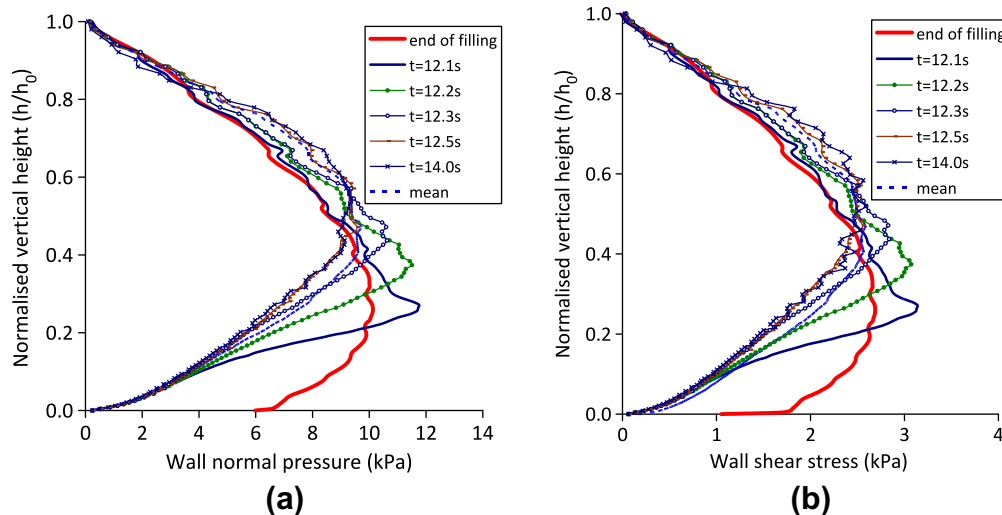 1.0
0.8
0.6
0.4
0.2
0.0
Normalised vertical height (h/h0)
end of filling
t=12.1s
t=12.2s
t=12.3s
t=12.5s
t=14.0s
mean
0 2 4 6 8 10 12 14
Wall normal pressure (kPa)
(a)
1.0
0.8
0.6
0.4
0.2
0.0
Normalised vertical height (h/h0)
end of filling
t=12.1s
t=12.2s
t=12.3s
t=12.5s
t=14.0s
mean
0 1 2 3 4
Wall shear stress (kPa)
(b)